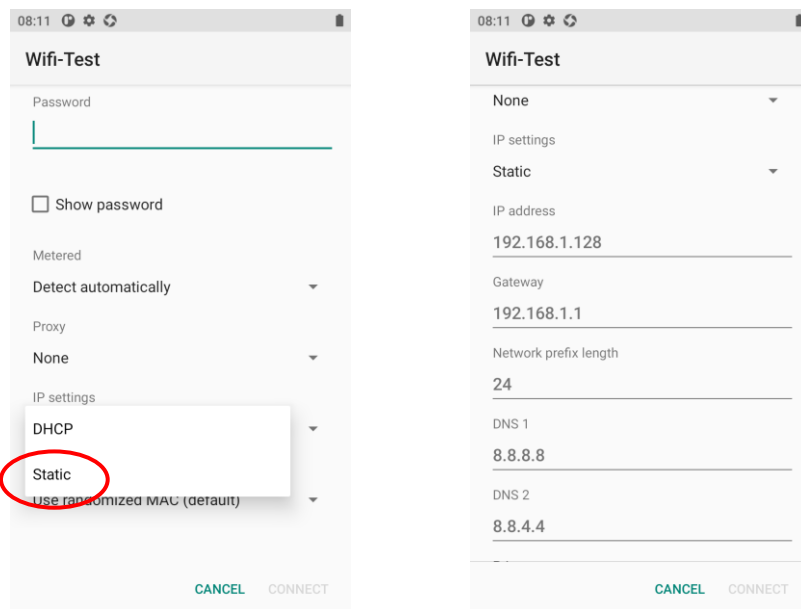 08:11
Wifi-Test
Password
Show password
Metered
Detect automatically
Proxy
None
IP settings
DHCP
Static
Use randomized MAC (default)
CANCEL CONNECT
08:11
Wifi-Test
None
IP settings
Static
IP address
192.168.1.128
Gateway
192.168.1.1
Network prefix length
24
DNS 1
8.8.8.8
DNS 2
8.8.4.4
CANCEL CONNECT